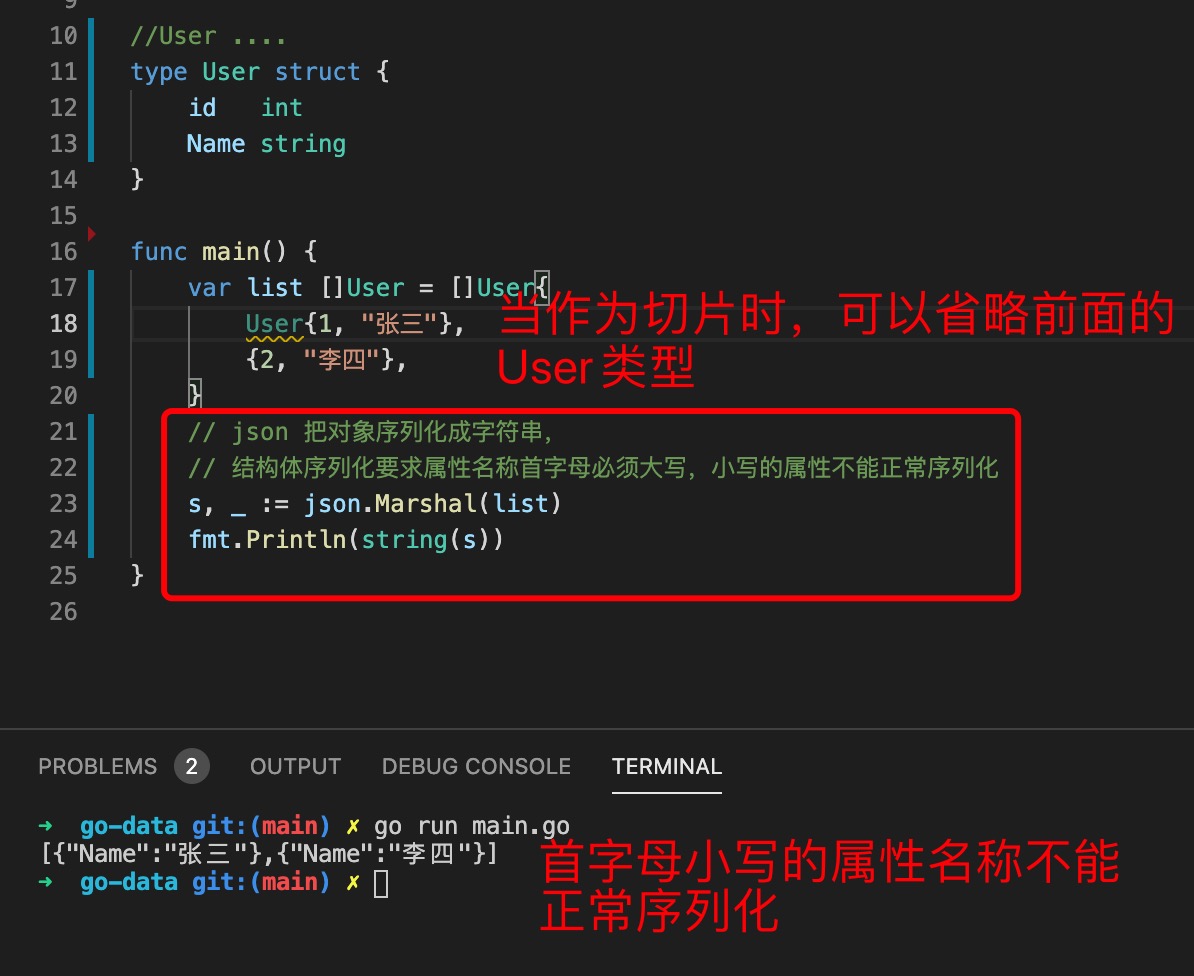 9
10 //User ....
11 type User struct {
12 id int
13 Name string
14 }
15
16 func main() {
17 var list []User = []User{
18 User{1, "张三"},
当作为切片时，可以省略前面的
19 {2, "李四"},
User 类型
20 }
21 // json 把对象序列化成字符串，
22 // 结构体序列化要求属性名称首字母必须大写，小写的属性不能正常序列化
23 s, _ := json.Marshal(list)
24 fmt.Println(string(s))
25 }
26
PROBLEMS 2 OUTPUT DEBUG CONSOLE TERMINAL
➜ go-data git:(main) ✗ go run main.go
[{"Name":"张三"},{"Name":"李四"}]
➜ go-data git:(main) ✗
首字母小写的属性名称不能
正常序列化